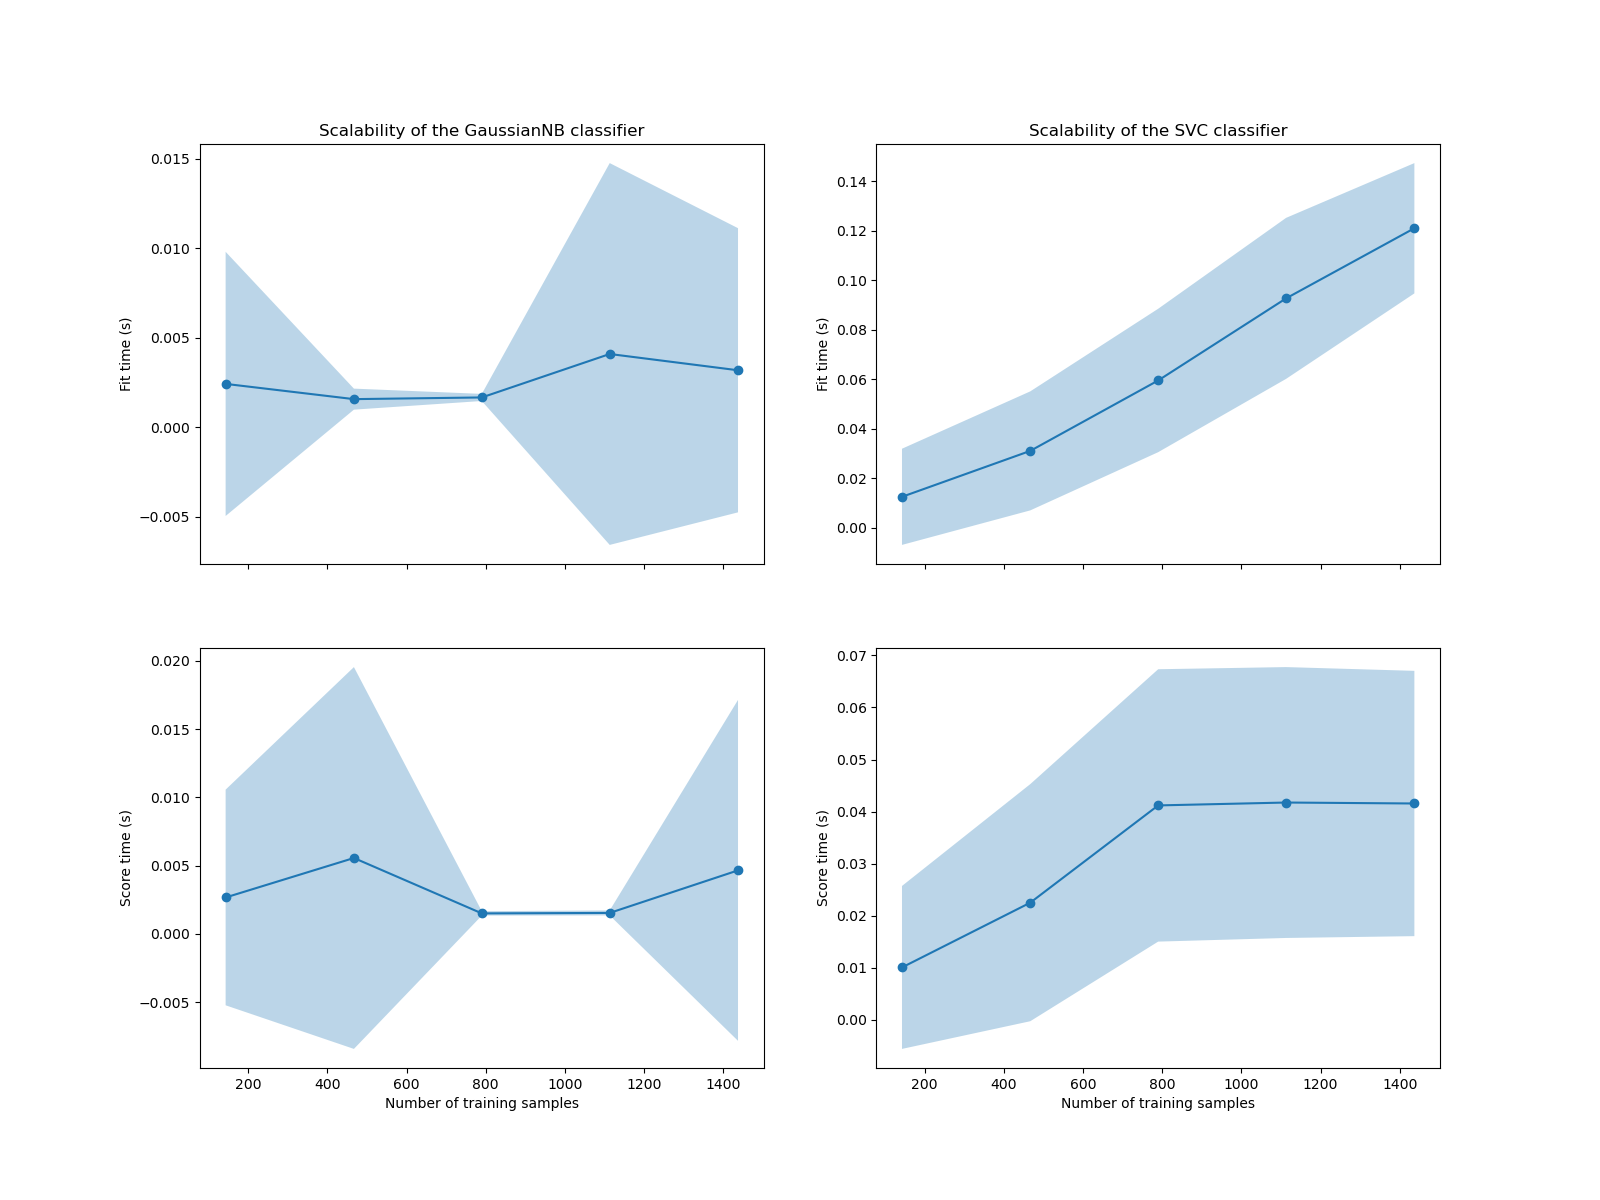 Scalability of the GaussianNB classifier
0.015
0.010
0.005
0.000
−0.005
Fit time (s)
Scalability of the SVC classifier
0.14
0.12
0.10
0.08
0.06
0.04
0.02
0.00
Fit time (s)
0.020
0.015
0.010
0.005
0.000
−0.005
Score time (s)
200 400 600 800 1000 1200 1400
Number of training samples
0.07
0.06
0.05
0.04
0.03
0.02
0.01
0.00
Score time (s)
200 400 600 800 1000 1200 1400
Number of training samples